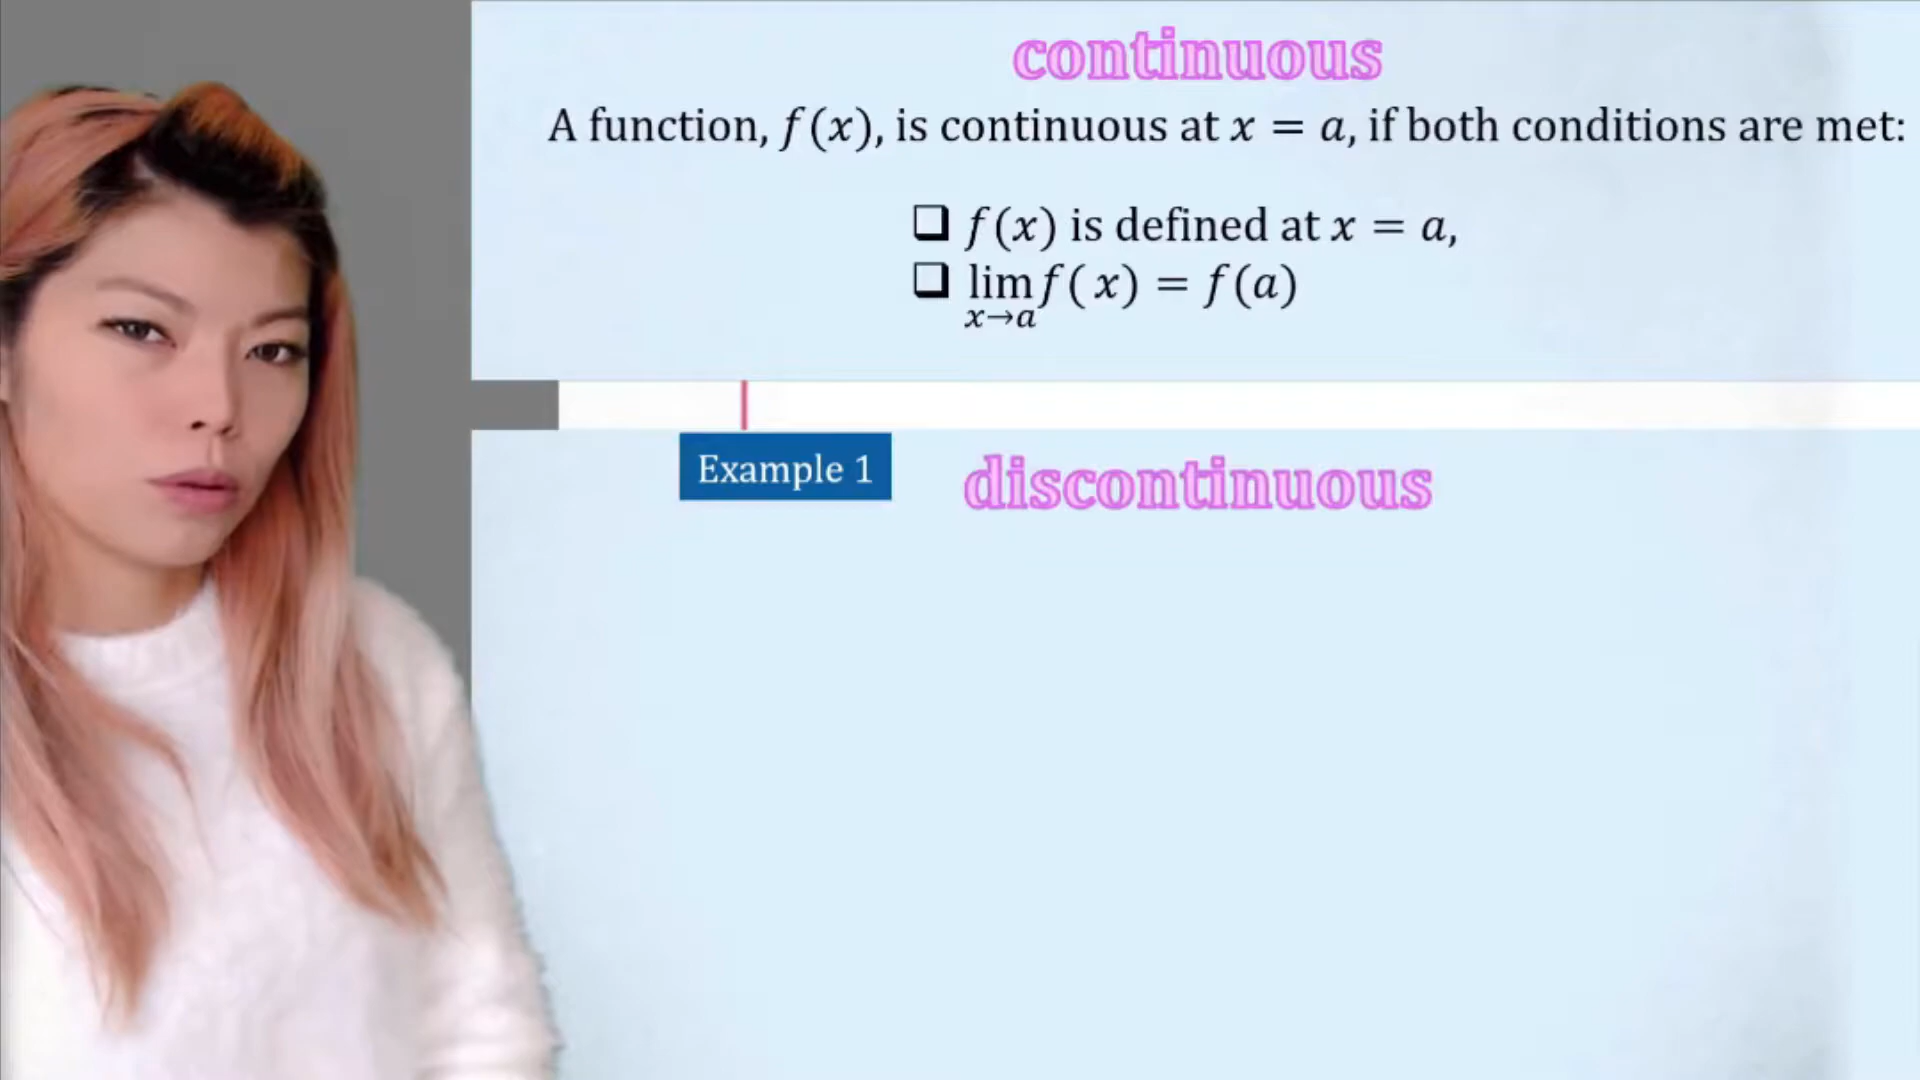 continuous
A function, f(x), is continuous at x = a, if both conditions are met:
❏ f(x) is defined at x = a,
❏ lim f(x) = f(a)
x→a
Example 1
discontinuous